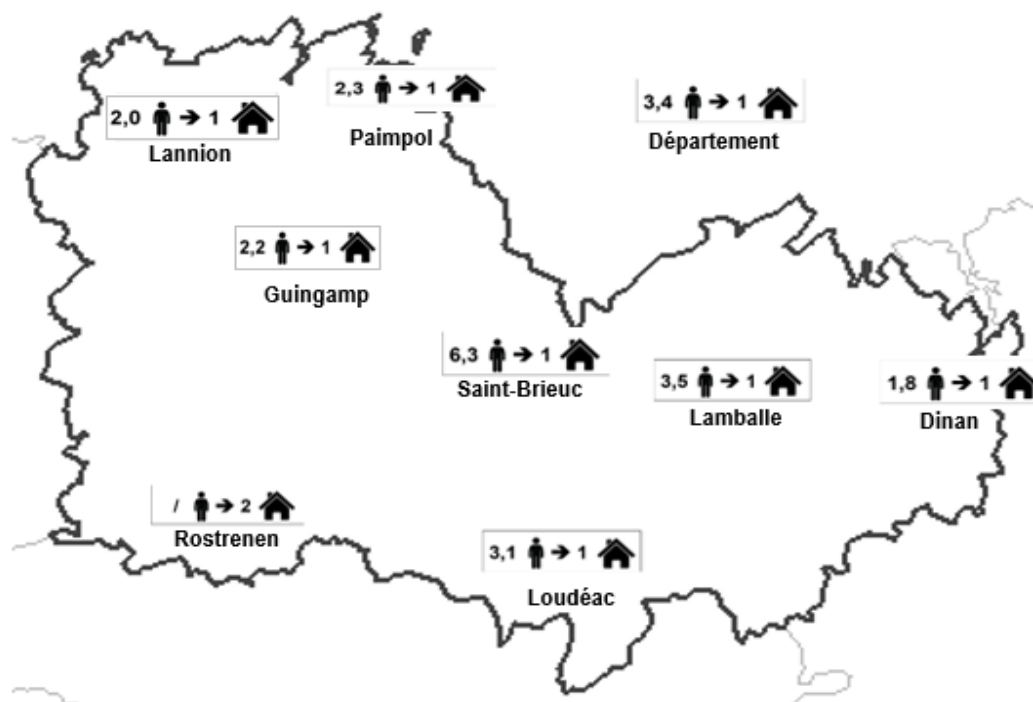 2,3 → 1
Paimpol
3,4 → 1
Département
2,0 → 1
Lannion
2,2 → 1
Guingamp
6,3 → 1
Saint-Brieuc
3,5 → 1
Lamballe
1,8 → 1
Dinan
/ → 2
Rostrenen
3,1 → 1
Loudéac